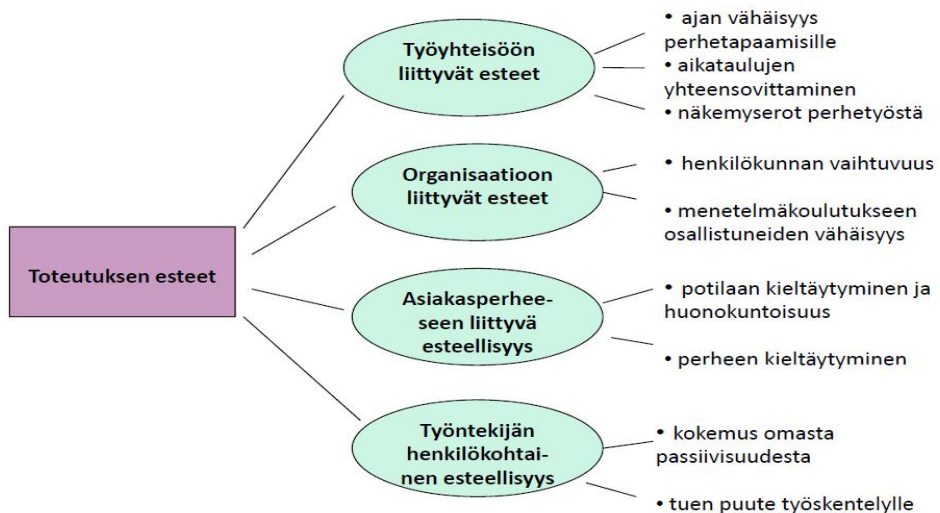 Toteutuksen esteet
Työyhteisöön
liittyvät esteet
• ajan vähäisyys
perhetapaamisille
• aikataulujen
yhteensovittaminen
• näkemyserot perhetyöstä
Organisaatioon
liittyvät esteet
• henkilökunnan vaihtuvuus
• menetelmäkoulutukseen
osallistuneiden vähäisyys
Asiakasperhee-
seen liittyvä
esteellisyys
• potilaan kieltäytyminen ja
huonokuntoisuus
• perheen kieltäytyminen
Työntekijän
henkilökohtai-
nen esteellisyys
• kokemus omasta
passiivisuudesta
• tuen puute työskentelylle